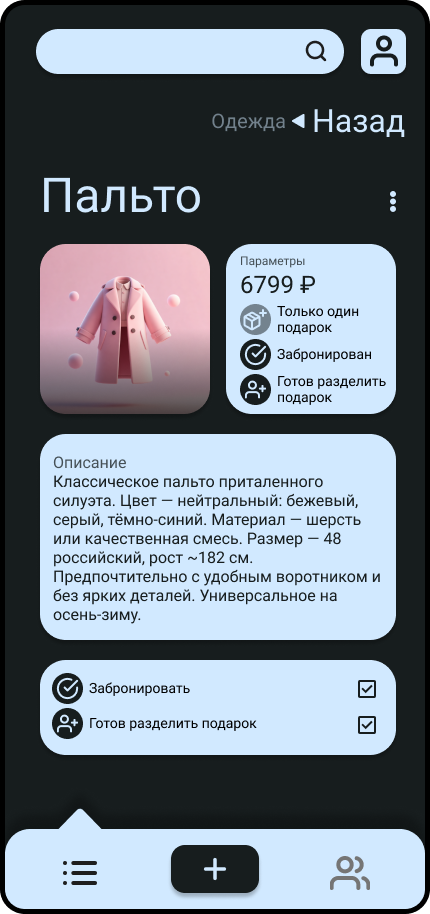 Одежда Назад
Пальто
Параметры
6799 ₽
Только один
подарок
Забронирован
Готов разделить
подарок
Описание
Классическое пальто приталенного
силуэта. Цвет — нейтральный: бежевый,
серый, тёмно-синий. Материал — шерсть
или качественная смесь. Размер — 48
российский, рост ~182 см.
Предпочтительно с удобным воротником и
без ярких деталей. Универсальное на
осень-зиму.
Забронировать
Готов разделить подарок